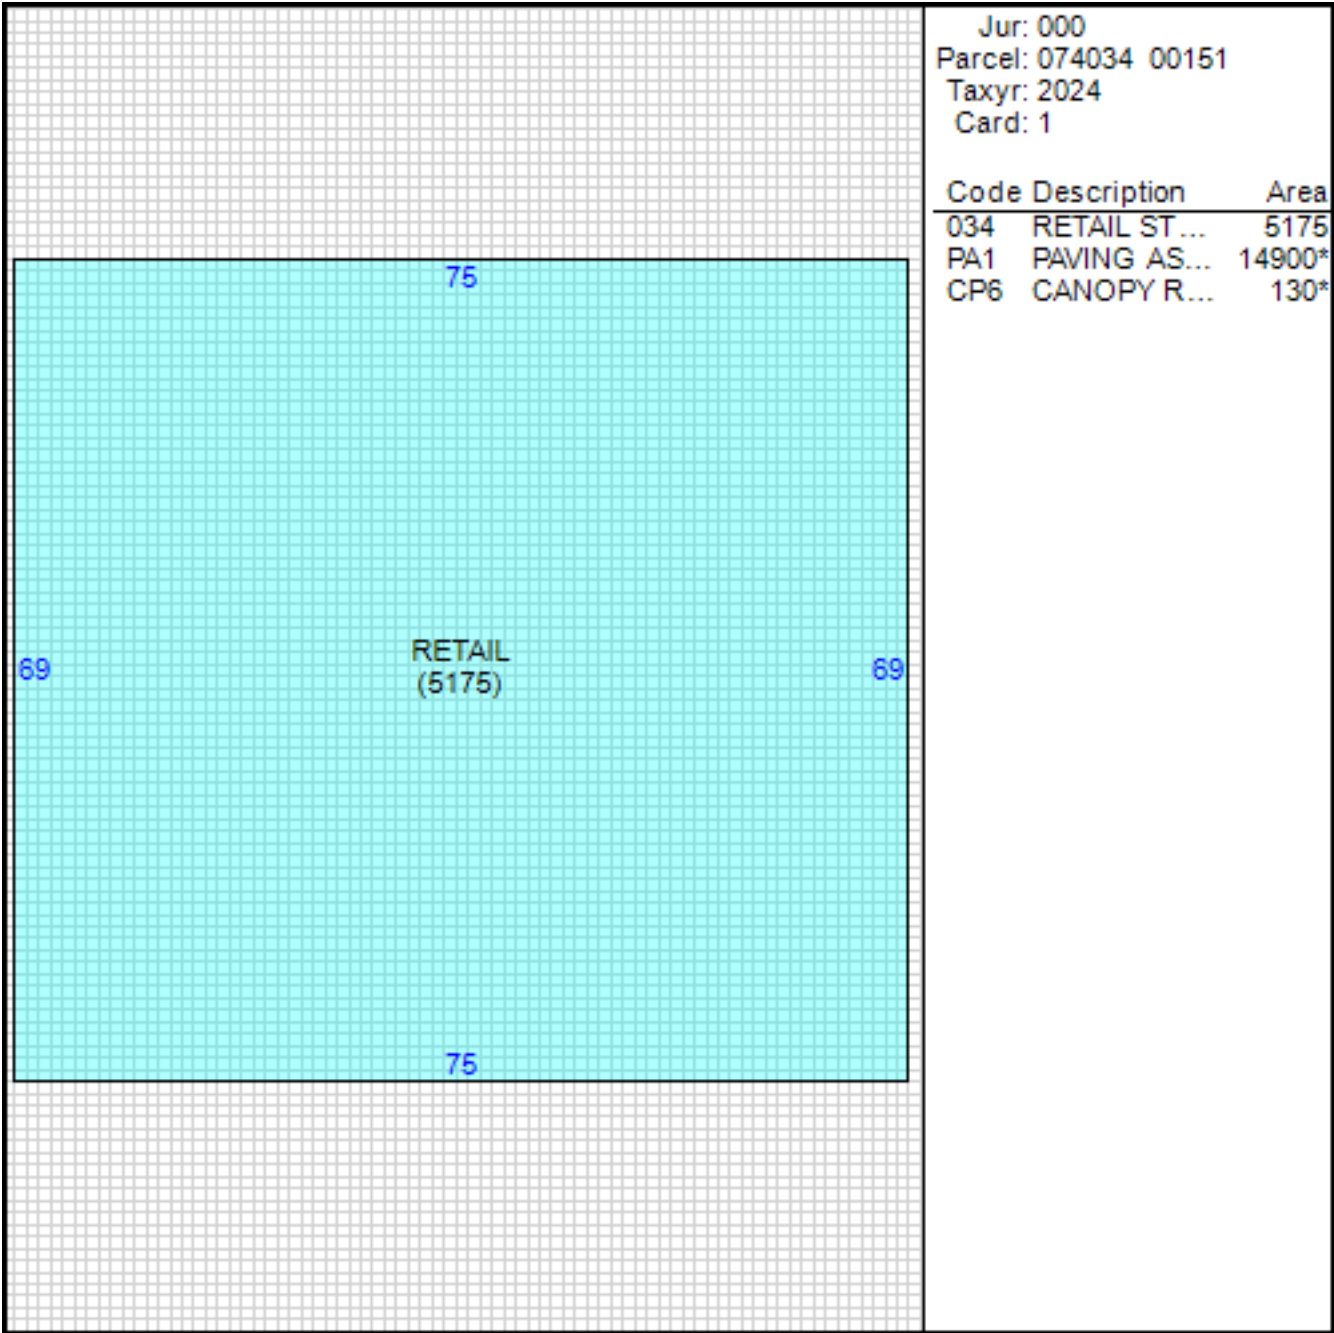 Jur: 000
Parcel: 074034 00151
Taxyr: 2024
Card: 1
Code Description Area
034 RETAIL ST... 5175
PA1 PAVING AS... 14900*
CP6 CANOPY R... 130*
75
69
RETAIL
(5175)
69
75